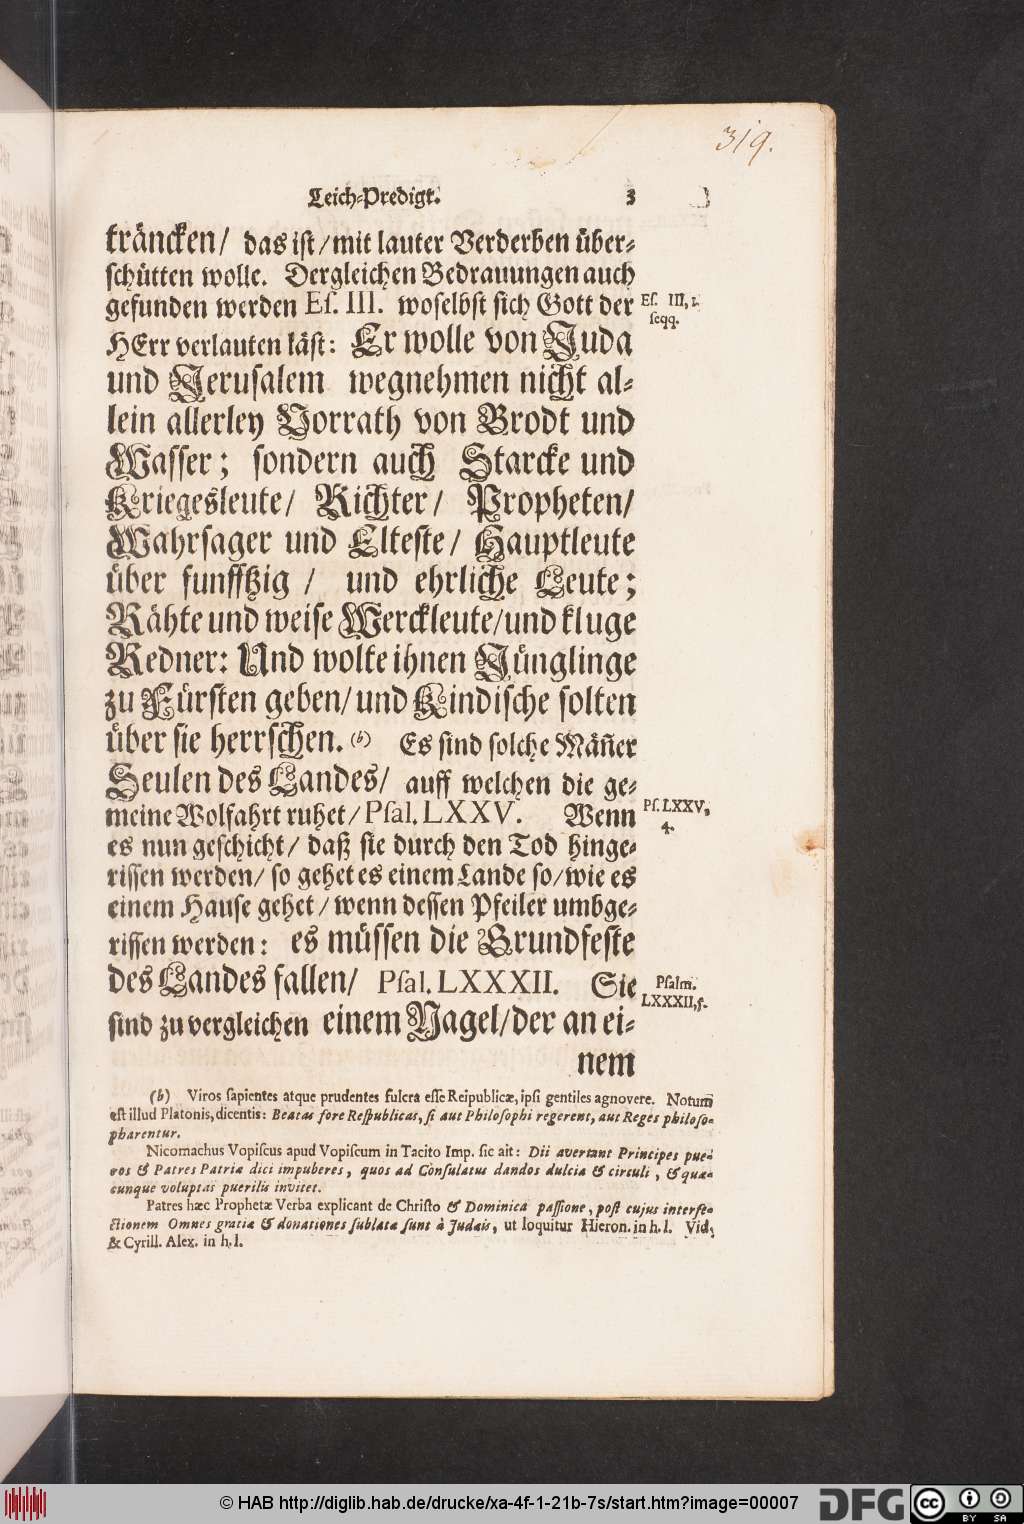 319.
Leich-Predigt. 3
kräncken/ das ist/mit lauter Verderben über-
schütten wolle. Dergleichen Bedrauungen auch
gefunden werden Eſ. III. woselbst sich Gott der
Eſ. III, 1.
ſeqq.
HErr verlauten läst: Er wolle von Juda
und Jerusalem wegnehmen nicht al-
lein allerley Vorrath von Brodt und
Wasser; sondern auch Starcke und
Kriegesleute/ Richter/ Propheten/
Wahrsager und Elteste/ Hauptleute
über funfftzig / und ehrliche Leute;
Rähte und weise Werckleute/und kluge
Redner: Und wolte ihnen Jünglinge
zu Fürsten geben/und Kindische solten
über sie herrschen. (b) Es sind solche Mäñer
Seulen des Landes/ auff welchen die ge-
meine Wolfahrt ruhet/Pſal. LXXV. Wenn
Pſ. LXXV,
4.
es nun geschicht/ daß sie durch den Tod hinge-
rissen werden/ so gehet es einem Lande so/wie es
einem Hause gehet/wenn dessen Pfeiler umbge-
rissen werden: es müssen die Grundfeste
des Landes fallen/ Pſal. LXXXII. Sie
Pſalm.
LXXXII,5.
sind zu vergleichen einem Nagel/der an ei-
nem
(b) Viros ſapientes atque prudentes fulcra eſſe Reipublicæ, ipſi gentiles agnovere. Notum
eſt illud Platonis, dicentis: Beatas fore Reſpublicas, ſi aut Philoſophi regerent, aut Reges philoſo-
pharentur.
Nicomachus Vopiſcus apud Vopiſcum in Tacito Imp. ſic ait: Dii avertant Principes pue-
ros & Patres Patriæ dici impuberes, quos ad Conſulatus dandos dulcia & circuli, & quæ-
cunque voluptas puerilis invitet.
Patres hæc Prophetæ Verba explicant de Chriſto & Dominica paſſione, poſt cujus interfe-
ctionem Omnes gratiæ & donationes ſublata ſunt à Judæis, ut loquitur Hieron. in h. l. Vid.
& Cyrill. Alex. in h. l.
© HAB http://diglib.hab.de/drucke/xa-4f-1-21b-7s/start.htm?image=00007
DFG
cc
BY SA